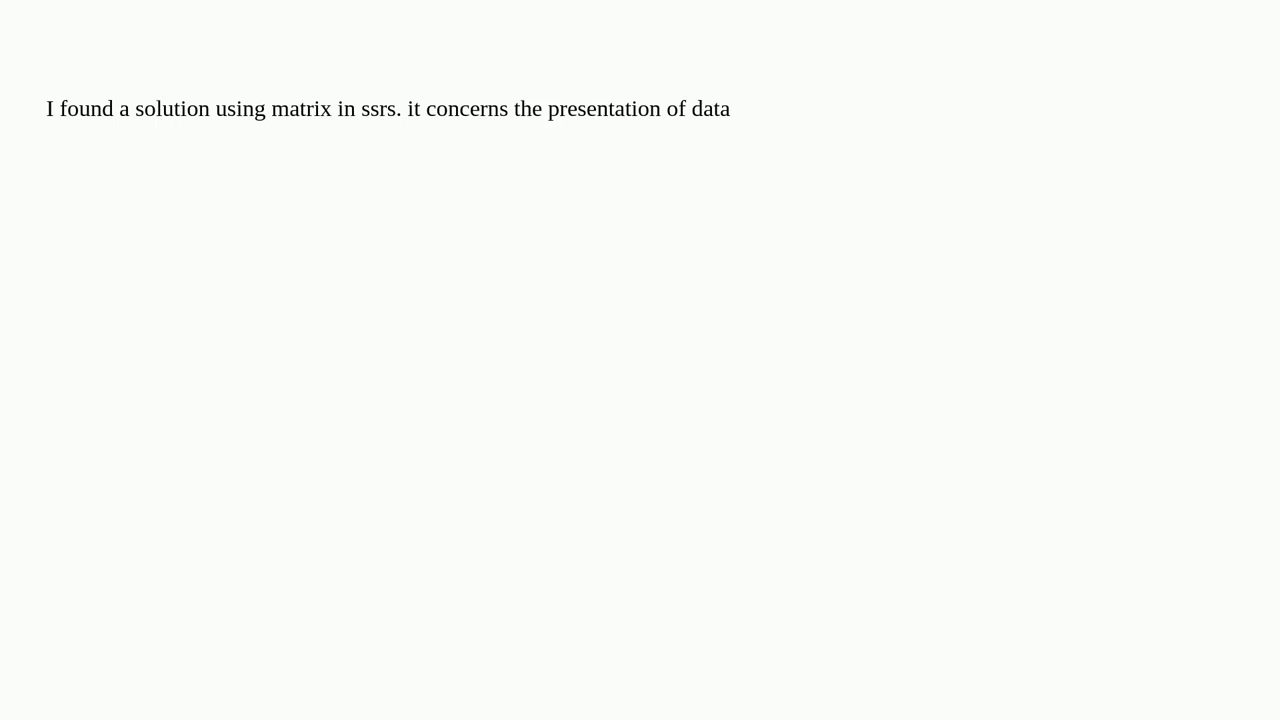 I found a solution using matrix in ssrs. it concerns the presentation of data